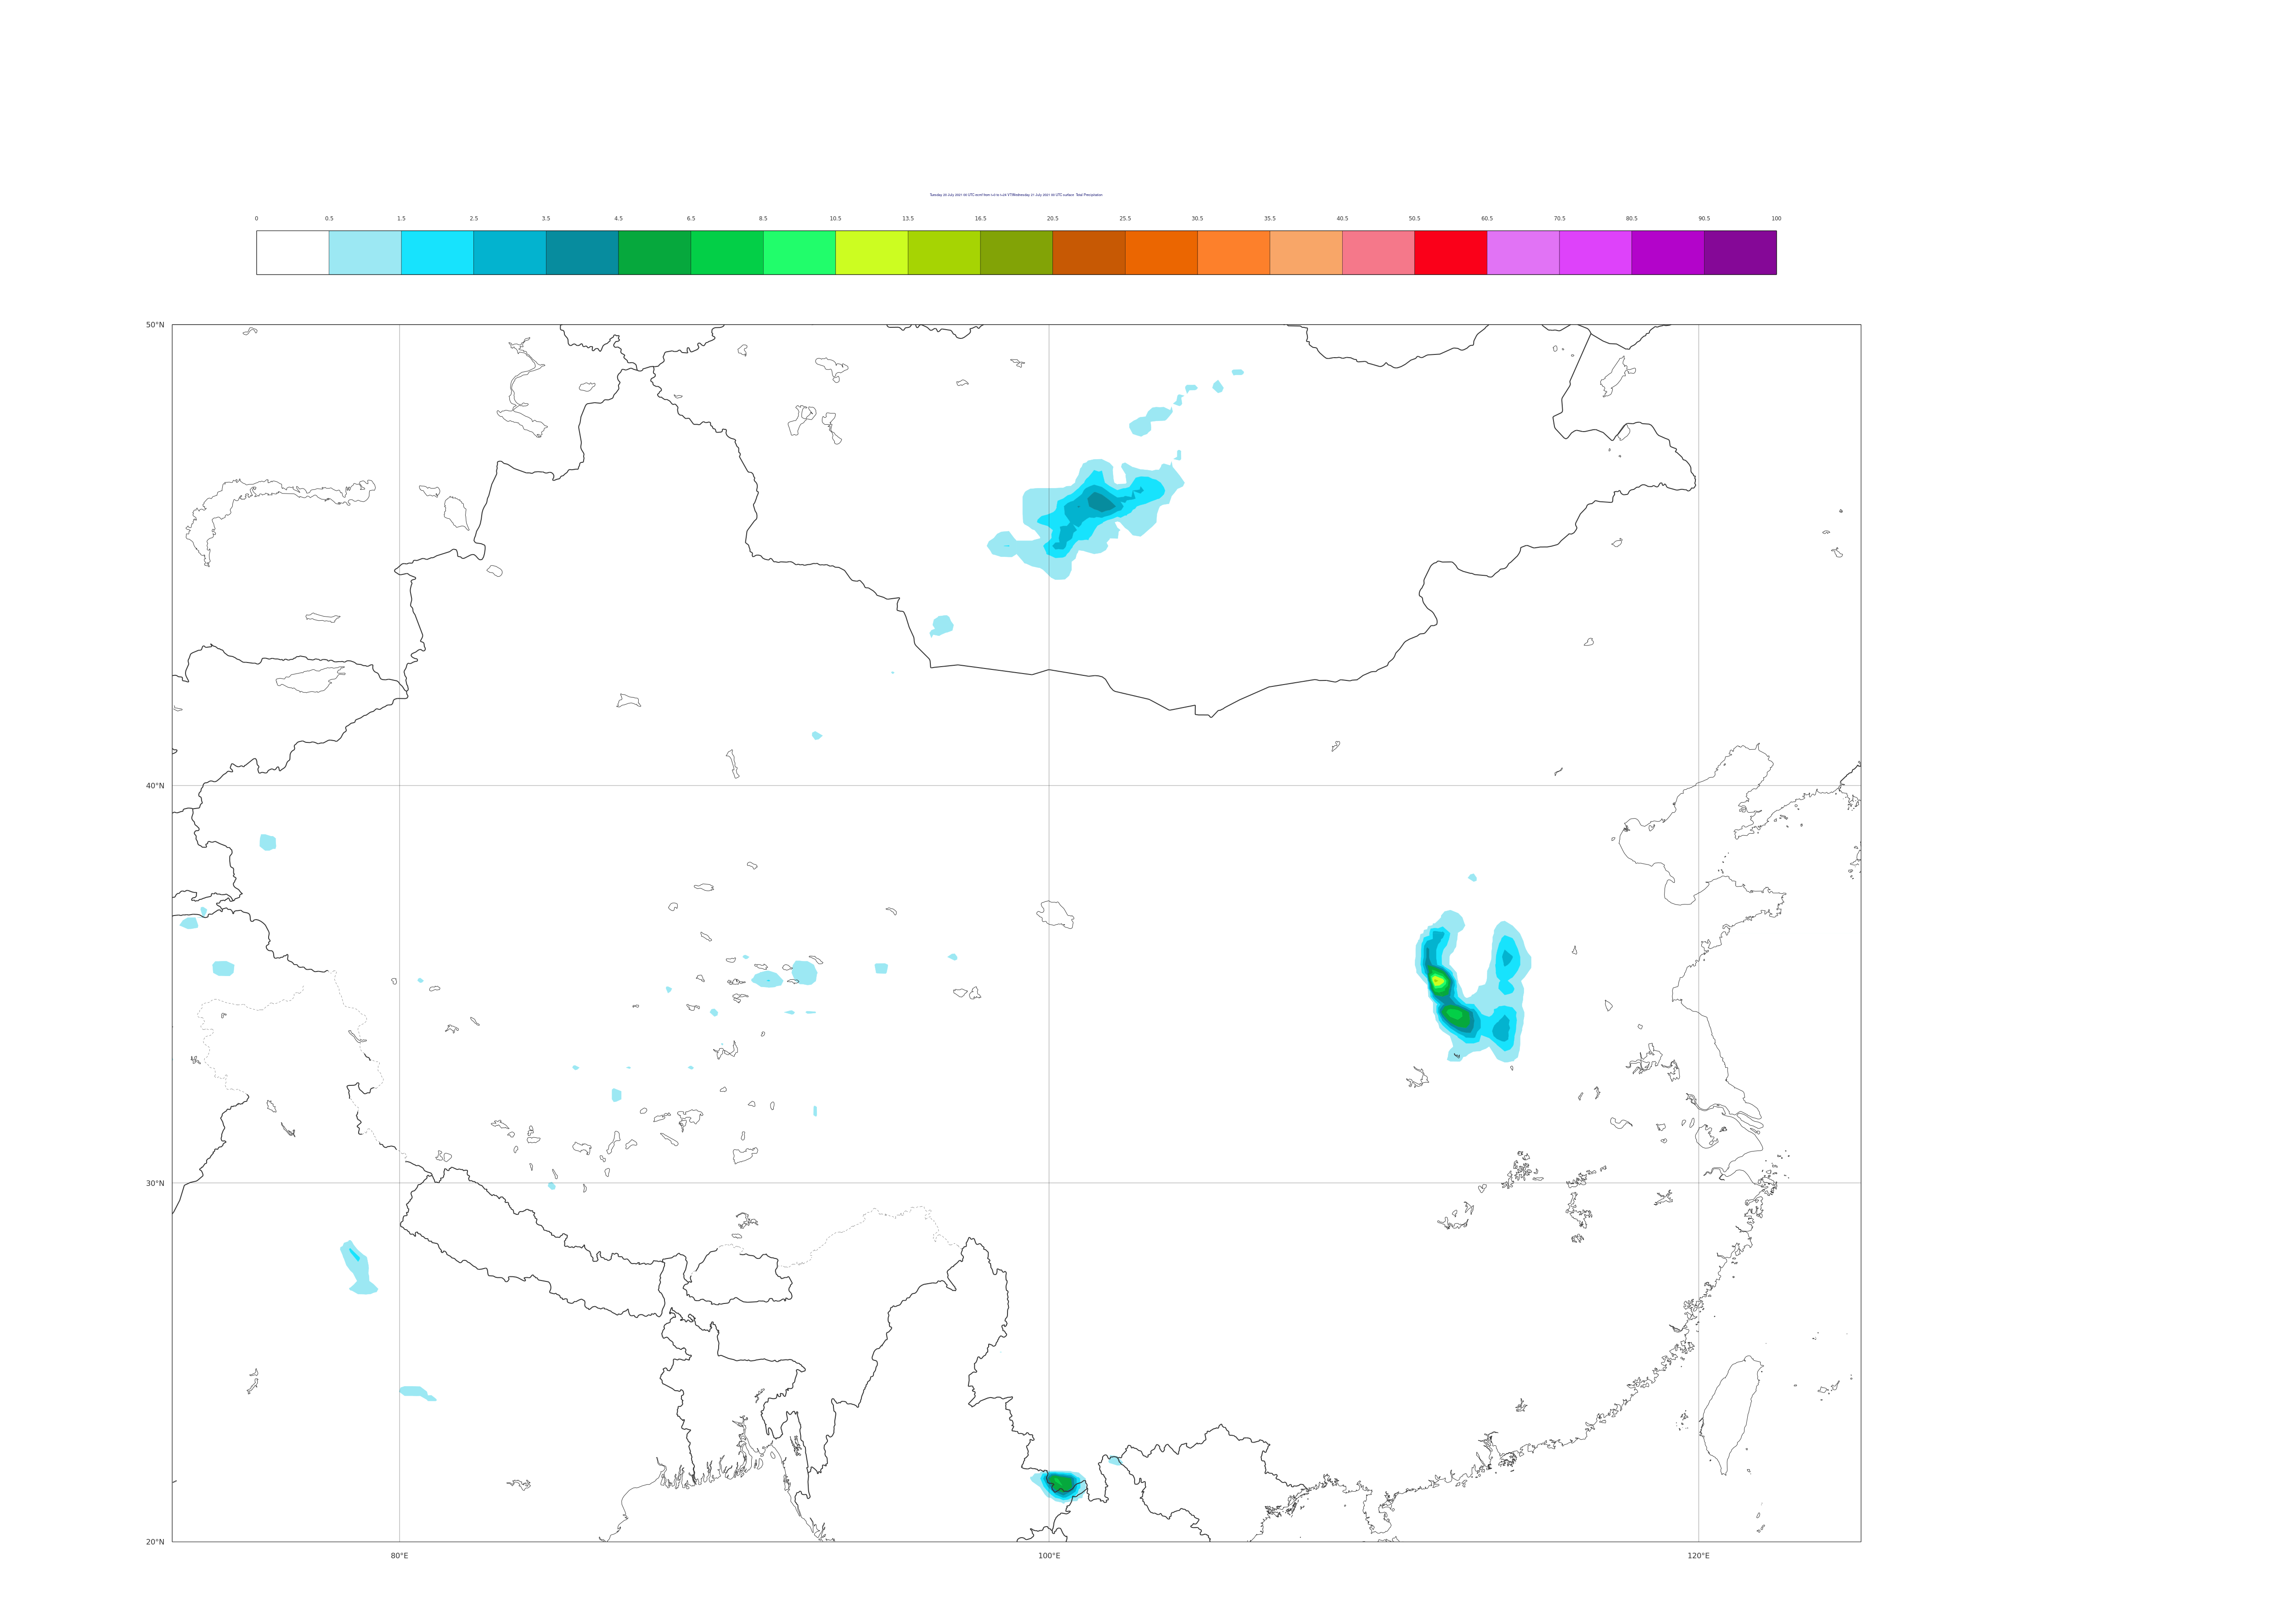 Tuesday 20 July 2021 00 UTC ecmf t+24 VT:Wednesday 21 July 2021 00 UTC surface Total Precipitation
0 0.5 1.5 2.5 3.5 4.5 6.5 8.5 10.5 13.5 16.5 20.5 25.5 30.5 35.5 40.5 50.5 60.5 70.5 80.5 90.5 100
50°N
40°N
30°N
20°N
80°E 100°E 120°E